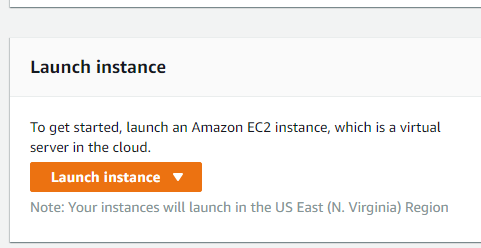 Launch instance
To get started, launch an Amazon EC2 instance, which is a virtual
server in the cloud.
Launch instance
Note: Your instances will launch in the US East (N. Virginia) Region